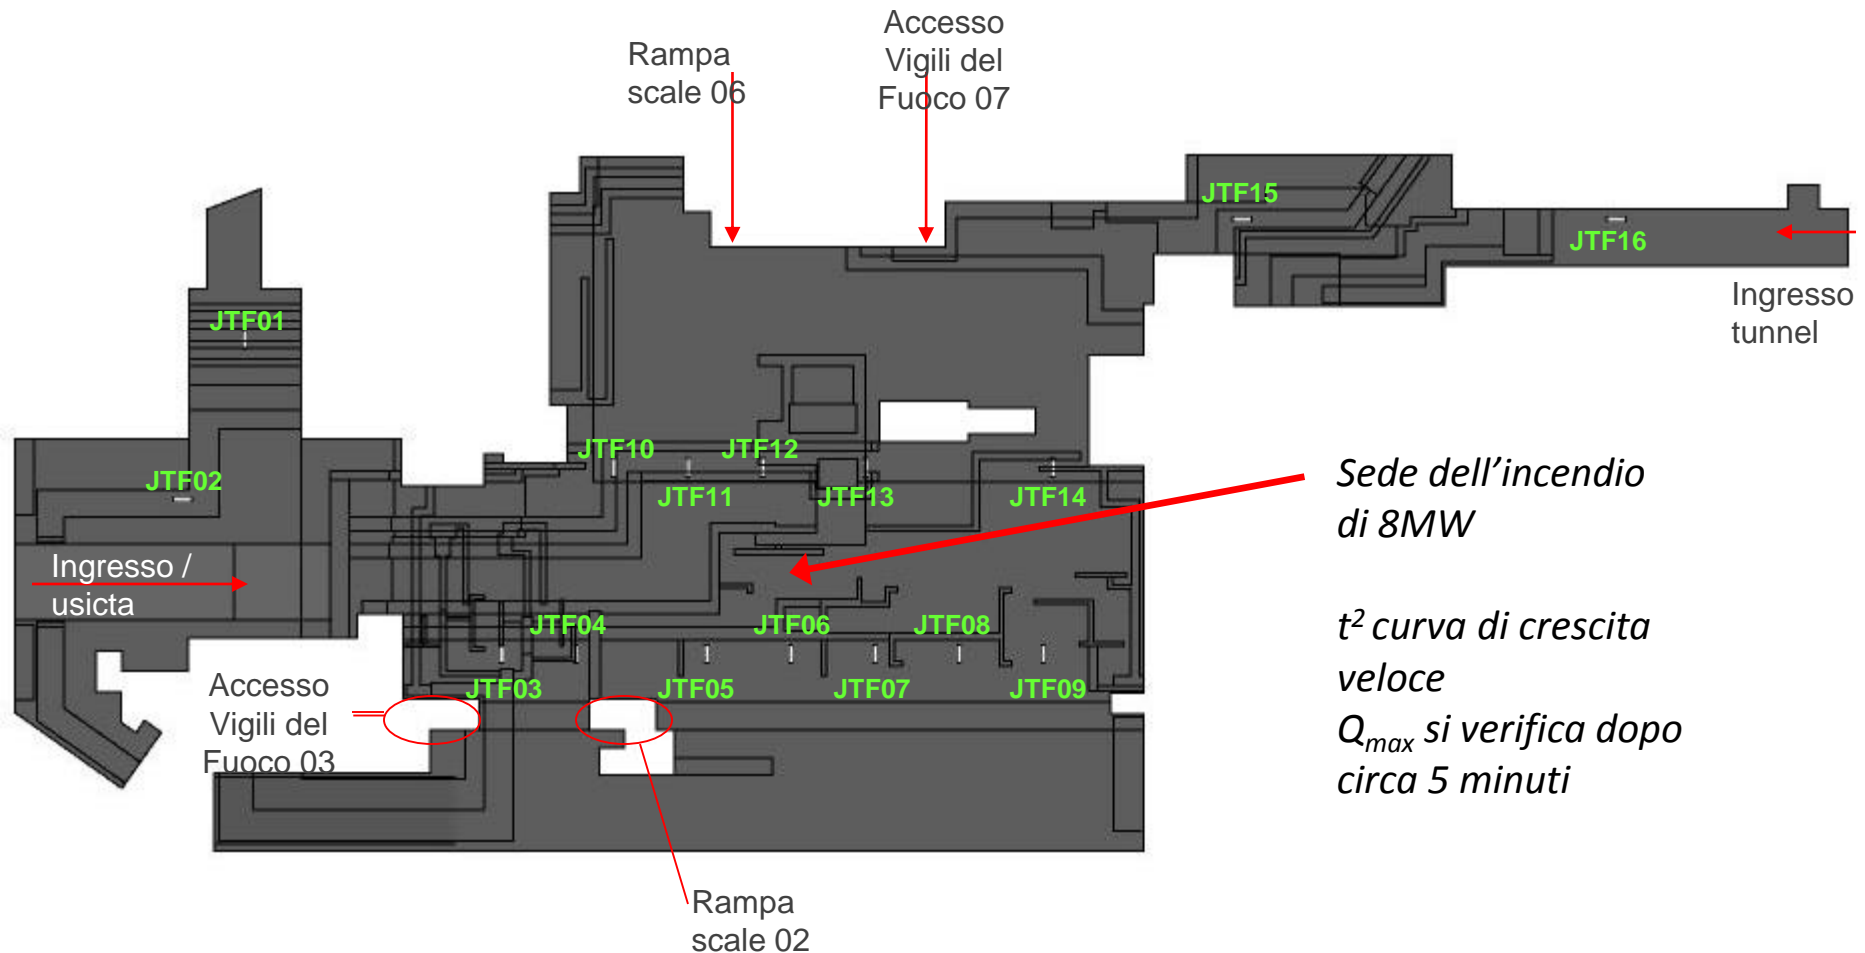 Accesso
Vigili del
Fuoco 07
Rampa
scale 06
JTF15
JTF16
Ingresso
tunnel
JTF01
JTF02
JTF10
JTF12
JTF11
JTF13
JTF14
Sede dell’incendio
di 8MW
Ingresso /
usicta
JTF04
JTF06
JTF08
t² curva di crescita
veloce
Qmax si verifica dopo
circa 5 minuti
JTF03
JTF05
JTF07
JTF09
Accesso
Vigili del
Fuoco 03
Rampa
scale 02